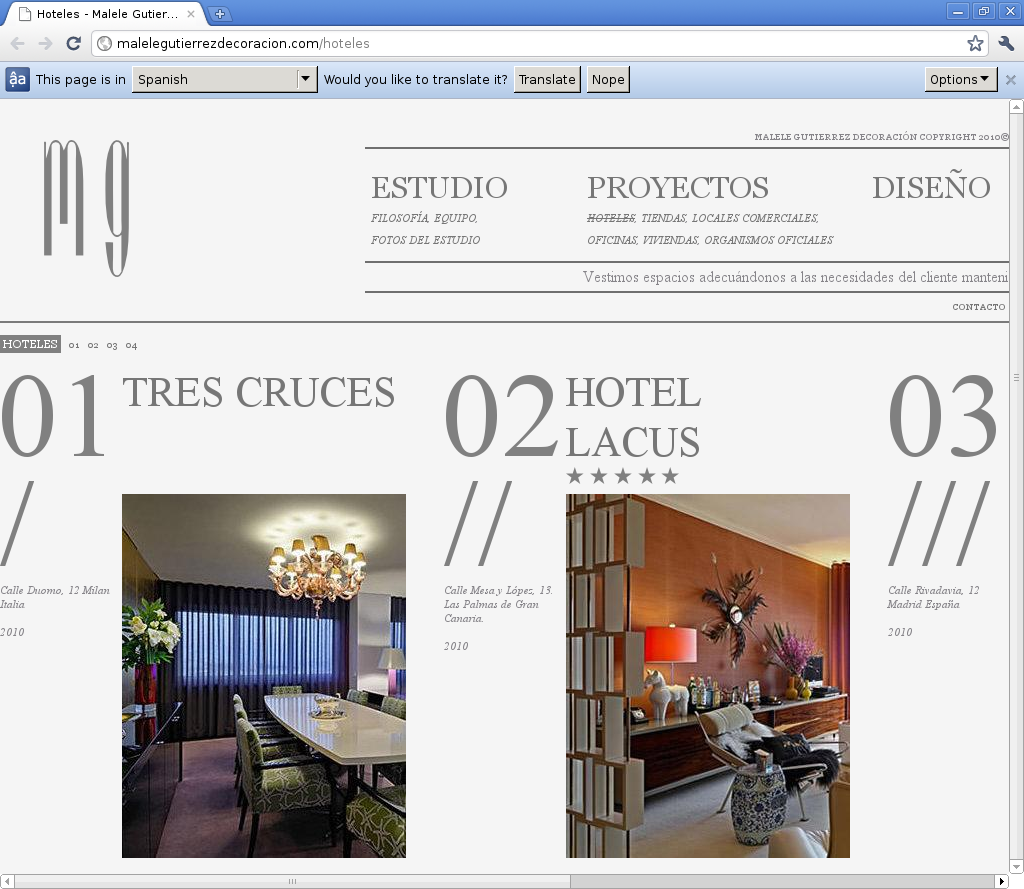 Hoteles - Malele Gutier...
malelegutierrezdecoracion.com/hoteles
This page is in Spanish Would you like to translate it? Translate Nope Options
MALELE GUTIERREZ DECORACIÓN COPYRIGHT 2010©
mg
ESTUDIO PROYECTOS DISEÑO
FILOSOFÍA, EQUIPO, HOTELES, TIENDAS, LOCALES COMERCIALES,
FOTOS DEL ESTUDIO OFICINAS, VIVIENDAS, ORGANISMOS OFICIALES
Vestimos espacios adecuándonos a las necesidades del cliente manteni
CONTACTO
HOTELES 01 02 03 04
01 TRES CRUCES
/
Calle Duomo, 12 Milan
Italia
2010
02 HOTEL
LACUS
★★★★★
//
Calle Mesa y López, 13.
Las Palmas de Gran
Canaria.
2010
03
///
Calle Rivadavia, 12
Madrid España
2010